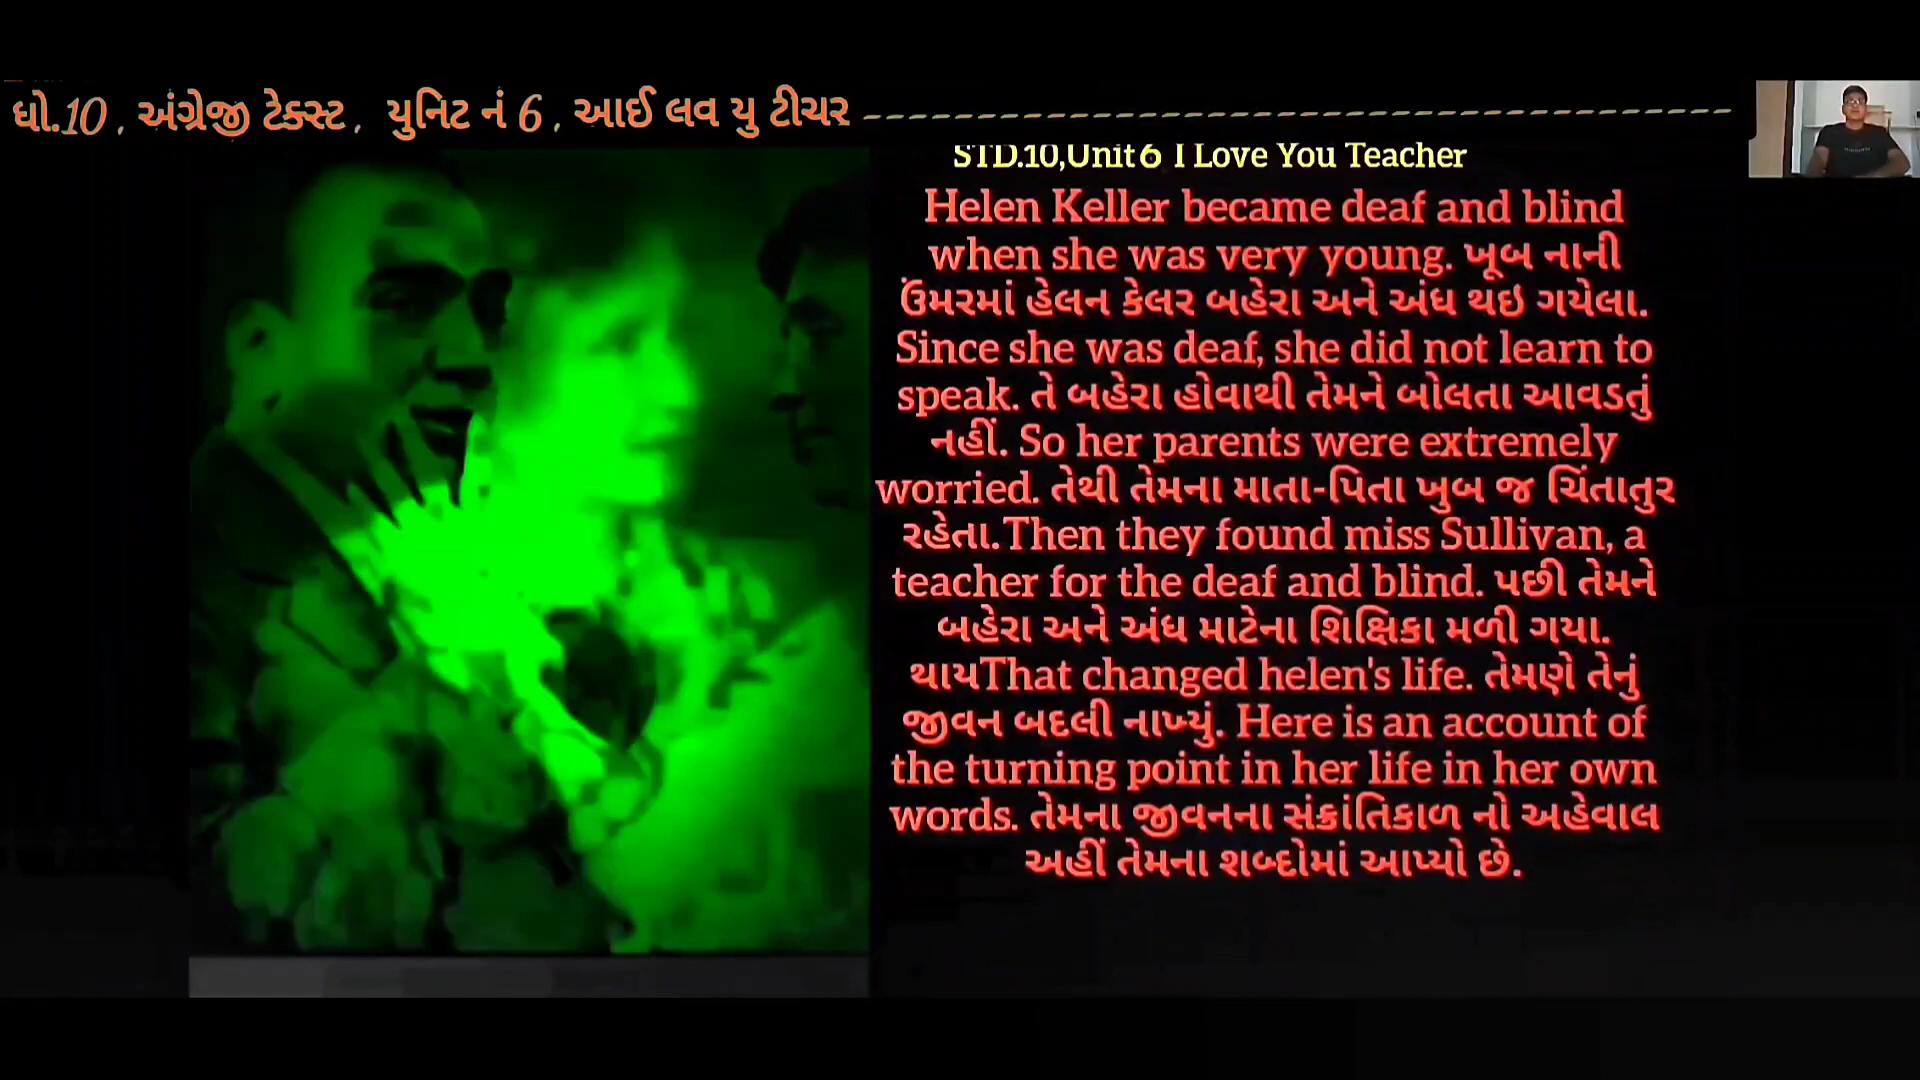 ધો.10 , અંગ્રેજી ટેક્સ્ટ, યુનિટ નં 6 , આઈ લવ યુ ટીચર
STD.10,Unit 6 I Love You Teacher
Helen Keller became deaf and blind
when she was very young. ખૂબ નાની
ઉંમરમાં હેલન કેલર બહેરા અને અંધ થઇ ગયેલા.
Since she was deaf, she did not learn to
speak. તે બહેરા હોવાથી તેમને બોલતા આવડતું
નહીં. So her parents were extremely
worried. તેથી તેમના માતા-પિતા ખુબ જ ચિંતાતુર
રહેતા.Then they found miss Sullivan, a
teacher for the deaf and blind. પછી તેમને
બહેરા અને અંધ માટેના શિક્ષિકા મળી ગયા.
થાયThat changed helen's life. તેમણે તેનું
જીવન બદલી નાખ્યું. Here is an account of
the turning point in her life in her own
words. તેમના જીવનના સંક્રાંતિકાળ નો અહેવાલ
અહીં તેમના શબ્દોમાં આપ્યો છે.